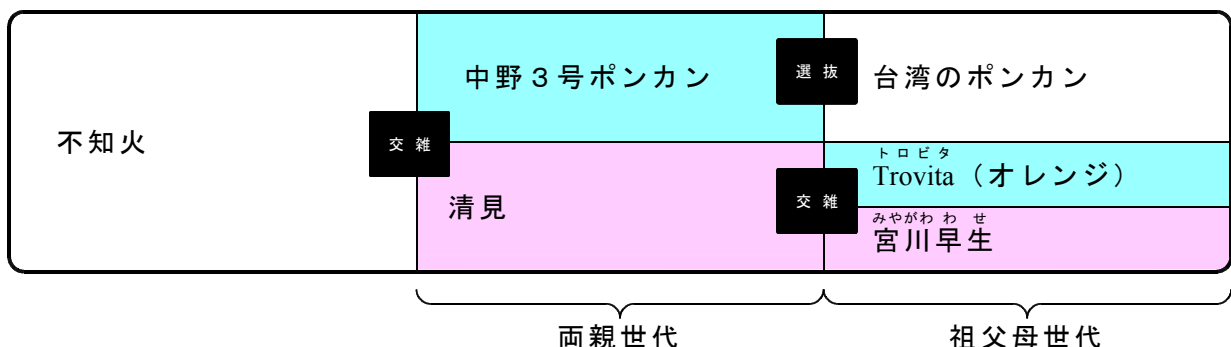 不知火
交雑
中野３号ポンカン
清見
選抜
台湾のポンカン
交雑
トロビタ
Trovita（オレンジ）
みやがわわせ
宮川早生
両親世代
祖父母世代